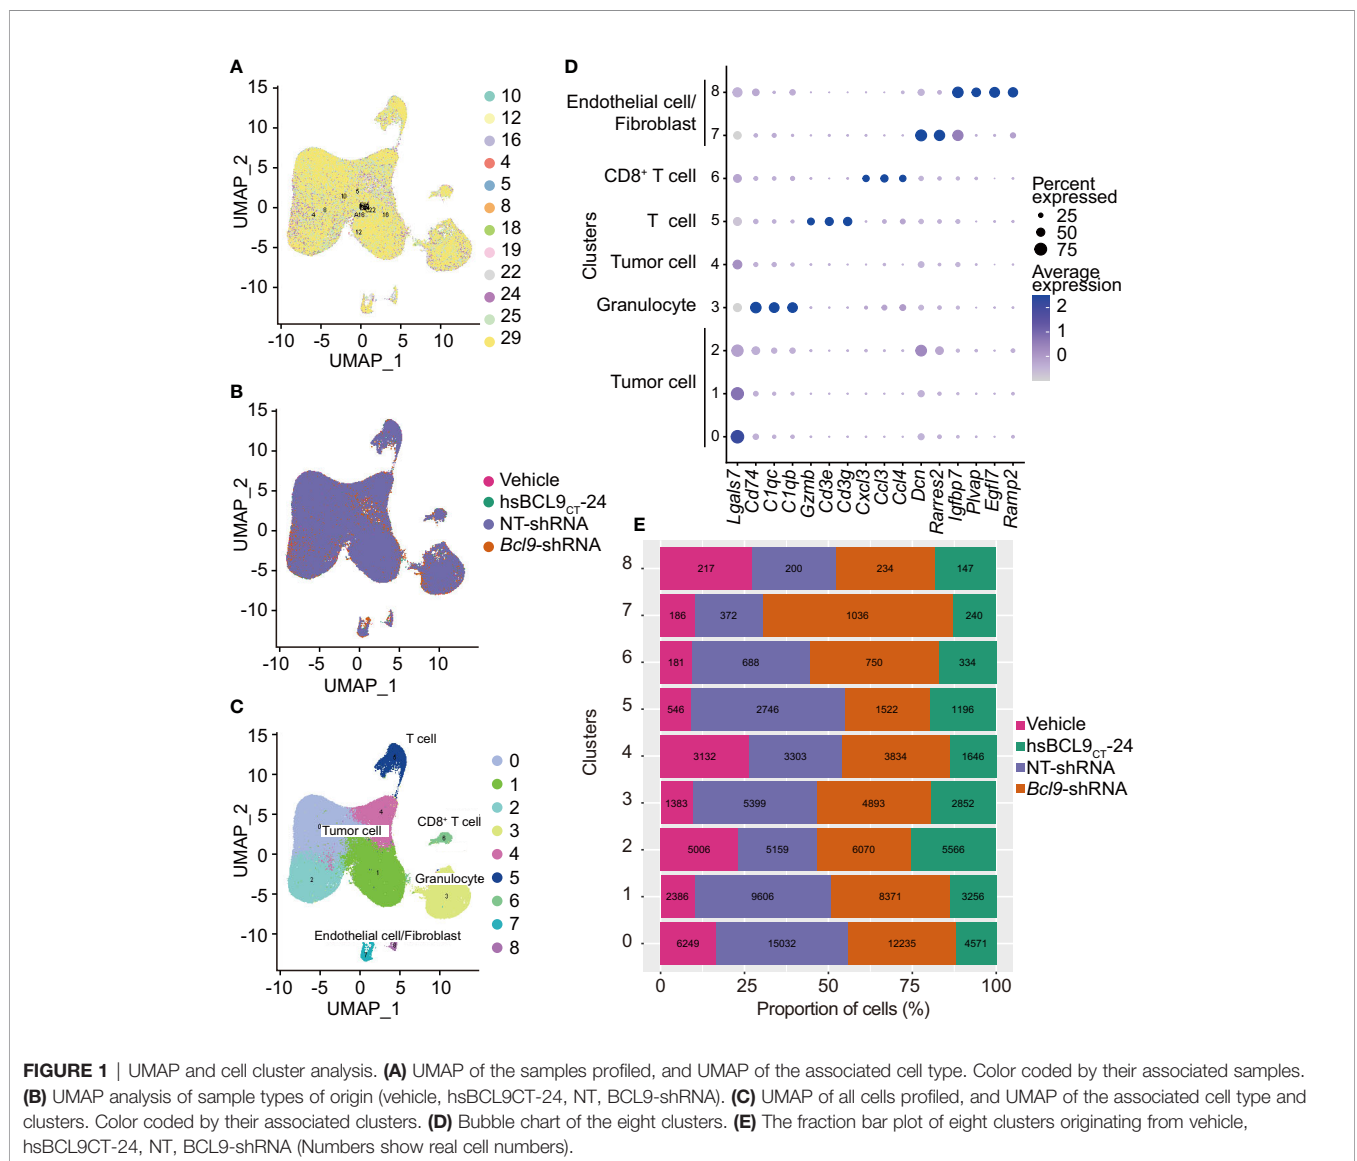 A
15
10
5
0
-5
-10
UMAP_2
-10 -5 0 5 10
UMAP_1
10
12
16
4
5
8
18
19
22
24
25
29
B
15
10
5
0
-5
-10
UMAP_2
-10 -5 0 5 10
UMAP_1
Vehicle
hsBCL9CT-24
NT-shRNA
Bcl9-shRNA
C
15
10
5
0
-5
-10
UMAP_2
-10 -5 0 5 10
UMAP_1
T cell
CD8+ T cell
Tumor cell
Granulocyte
Endothelial cell/Fibroblast
0
1
2
3
4
5
6
7
8
D
Clusters
Endothelial cell/
Fibroblast
CD8+ T cell
T cell
Tumor cell
Granulocyte
Tumor cell
8
7
6
5
4
3
2
1
0
Lgals7 Cd74 C1qc C1qb Gzmb Cd3e Cd3g Cxcl3 Ccl3 Ccl4 Dcn Rarres2 Igfbp7 Plvap Egfl7 Ramp2
Percent
expressed
25
50
75
Average
expression
2
1
0
E
Clusters
8 217 200 234 147
7 186 372 1036 240
6 181 688 750 334
5 546 2746 1522 1196
4 3132 3303 3834 1646
3 1383 5399 4893 2852
2 5006 5159 6070 5566
1 2386 9606 8371 3256
0 6249 15032 12235 4571
0 25 50 75 100
Proportion of cells (%)
Vehicle
hsBCL9CT-24
NT-shRNA
Bcl9-shRNA
FIGURE 1 | UMAP and cell cluster analysis. (A) UMAP of the samples profiled, and UMAP of the associated cell type. Color coded by their associated samples.
(B) UMAP analysis of sample types of origin (vehicle, hsBCL9CT-24, NT, BCL9-shRNA). (C) UMAP of all cells profiled, and UMAP of the associated cell type and
clusters. Color coded by their associated clusters. (D) Bubble chart of the eight clusters. (E) The fraction bar plot of eight clusters originating from vehicle,
hsBCL9CT-24, NT, BCL9-shRNA (Numbers show real cell numbers).